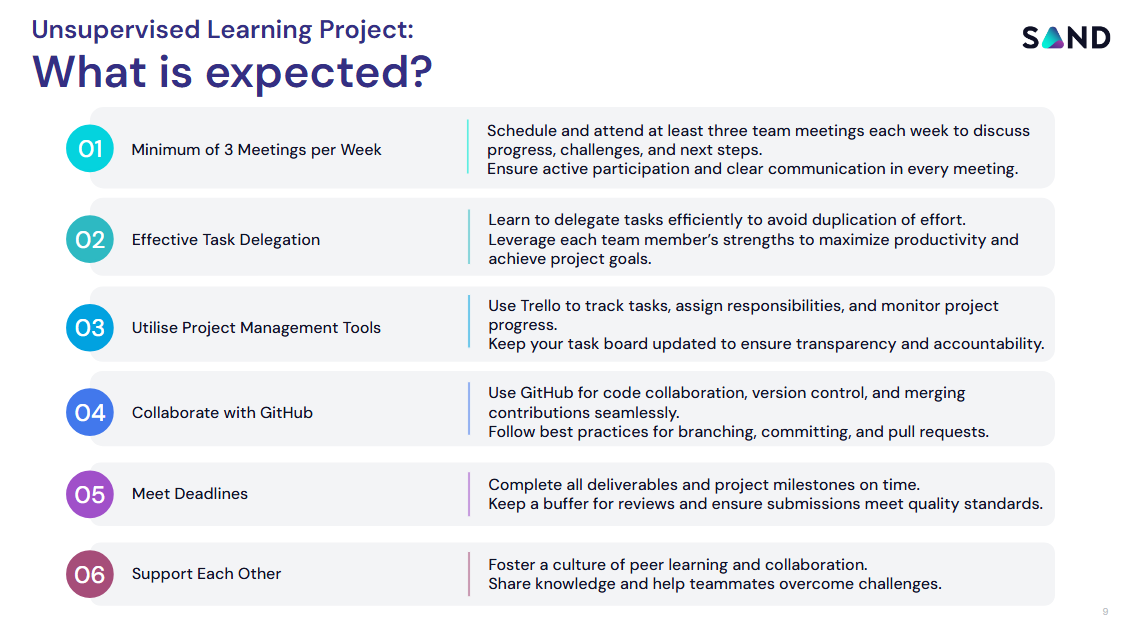 Unsupervised Learning Project:
What is expected?
SAND
01
Minimum of 3 Meetings per Week
Schedule and attend at least three team meetings each week to discuss
progress, challenges, and next steps.
Ensure active participation and clear communication in every meeting.
02
Effective Task Delegation
Learn to delegate tasks efficiently to avoid duplication of effort.
Leverage each team member’s strengths to maximize productivity and
achieve project goals.
03
Utilise Project Management Tools
Use Trello to track tasks, assign responsibilities, and monitor project
progress.
Keep your task board updated to ensure transparency and accountability.
04
Collaborate with GitHub
Use GitHub for code collaboration, version control, and merging
contributions seamlessly.
Follow best practices for branching, committing, and pull requests.
05
Meet Deadlines
Complete all deliverables and project milestones on time.
Keep a buffer for reviews and ensure submissions meet quality standards.
06
Support Each Other
Foster a culture of peer learning and collaboration.
Share knowledge and help teammates overcome challenges.
9